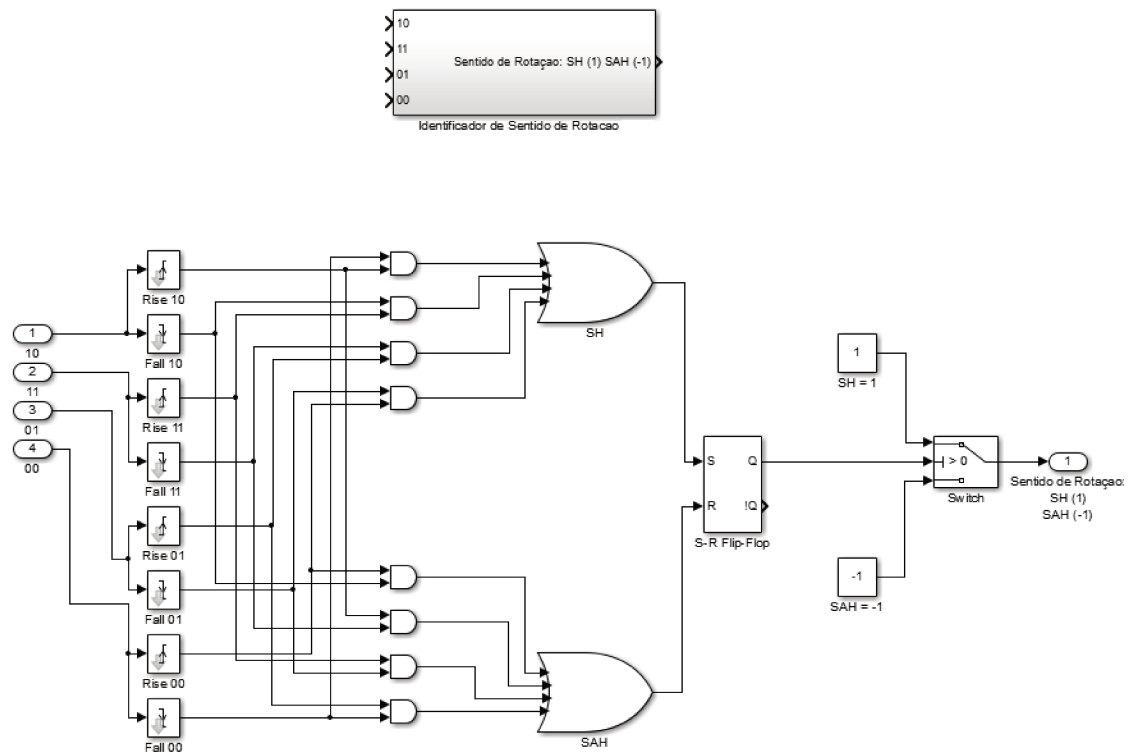 10
11
01
00
Sentido de Rotaçao: SH (1) SAH (-1)
Identificador de Sentido de Rotacao
1
10
2
11
3
01
4
00
Rise 10
Fall 10
Rise 11
Fall 11
Rise 01
Fall 01
Rise 00
Fall 00
SH
SAH
S
Q
R
!Q
S-R Flip-Flop
1
SH = 1
-1
SAH = -1
> 0
Switch
1
Sentido de Rotaçao:
SH (1)
SAH (-1)